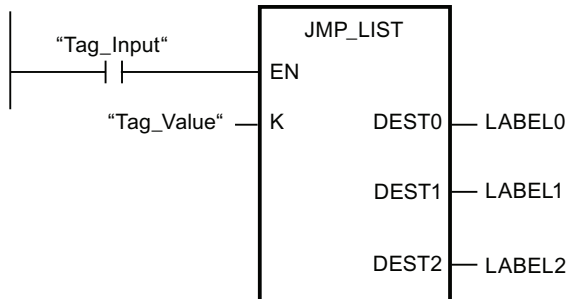 JMP_LIST
“Tag_Input“
EN
“Tag_Value“ K DEST0 LABEL0
DEST1 LABEL1
DEST2 LABEL2